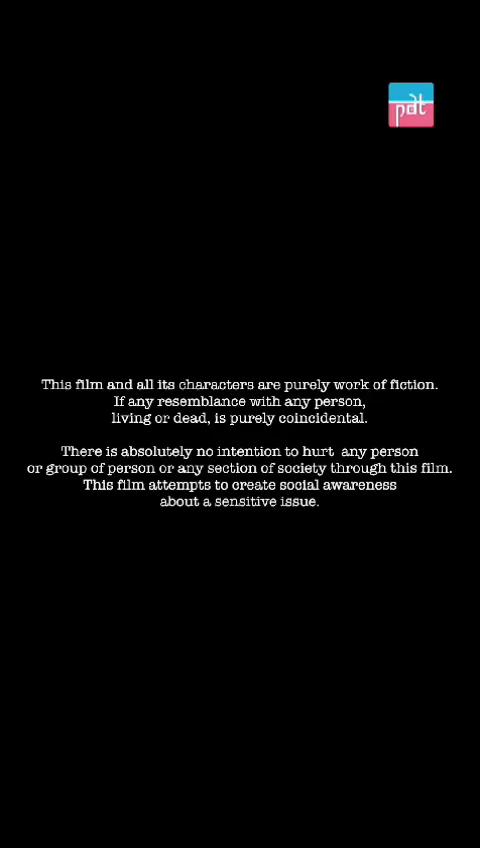 pdt
This film and all its characters are purely work of fiction.
If any resemblance with any person,
living or dead, is purely coincidental.
There is absolutely no intention to hurt any person
or group of person or any section of society through this film.
This film attempts to create social awareness
about a sensitive issue.